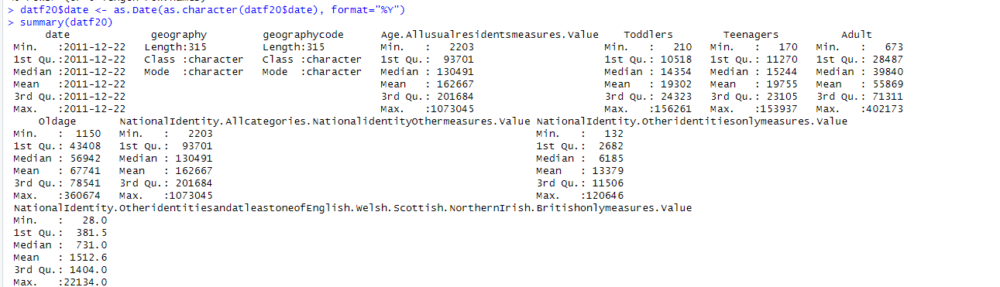 > datf20$date <- as.Date(as.character(datf20$date), format="%Y")
> summary(datf20)
date geography geographycode Age.Allusualresidentsmeasures.Value Toddlers Teenagers Adult
Min. :2011-12-22 Length:315 Length:315 Min. : 2203 Min. : 210 Min. : 170 Min. : 673
1st Qu.:2011-12-22 Class :character Class :character 1st Qu.: 93701 1st Qu.: 10518 1st Qu.: 11270 1st Qu.: 28487
Median :2011-12-22 Mode :character Mode :character Median : 130491 Median : 14354 Median : 15244 Median : 39840
Mean :2011-12-22 Mean : 162667 Mean : 19302 Mean : 19755 Mean : 55869
3rd Qu.:2011-12-22 3rd Qu.: 201684 3rd Qu.: 24323 3rd Qu.: 23105 3rd Qu.: 71311
Max. :2011-12-22 Max. :1073045 Max. :156261 Max. :153937 Max. :402173
Oldage NationalIdentity.Allcategories.NationalidentityOthermeasures.Value NationalIdentity.Otheridentitiesonlymeasures.Value
Min. : 1150 Min. : 2203 Min. : 132
1st Qu.: 43408 1st Qu.: 93701 1st Qu.: 2682
Median : 56942 Median : 130491 Median : 6185
Mean : 67741 Mean : 162667 Mean : 13379
3rd Qu.: 78541 3rd Qu.: 201684 3rd Qu.: 11506
Max. :360674 Max. :1073045 Max. :120646
NationalIdentity.OtheridentitiesandatleastoneofEnglish.Welsh.Scottish.NorthernIrish.Britishonlymeasures.Value
Min. : 28.0
1st Qu.: 381.5
Median : 731.0
Mean : 1512.6
3rd Qu.: 1404.0
Max. :22134.0